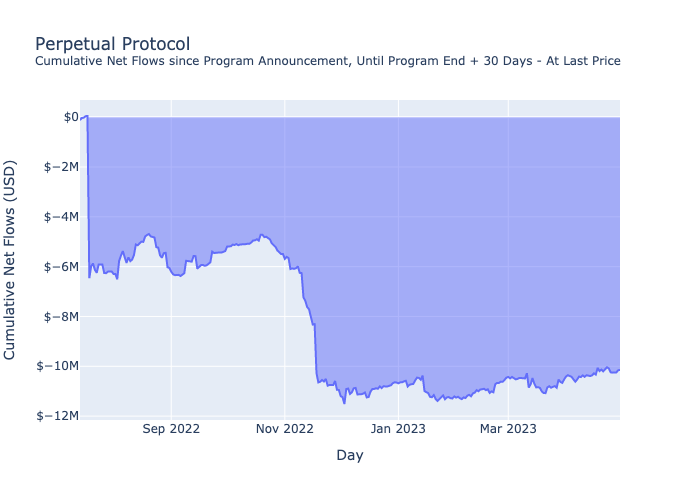 Perpetual Protocol
Cumulative Net Flows since Program Announcement, Until Program End + 30 Days - At Last Price
Cumulative Net Flows (USD)
$0
$−2M
$−4M
$−6M
$−8M
$−10M
$−12M
Sep 2022
Nov 2022
Jan 2023
Mar 2023
Day